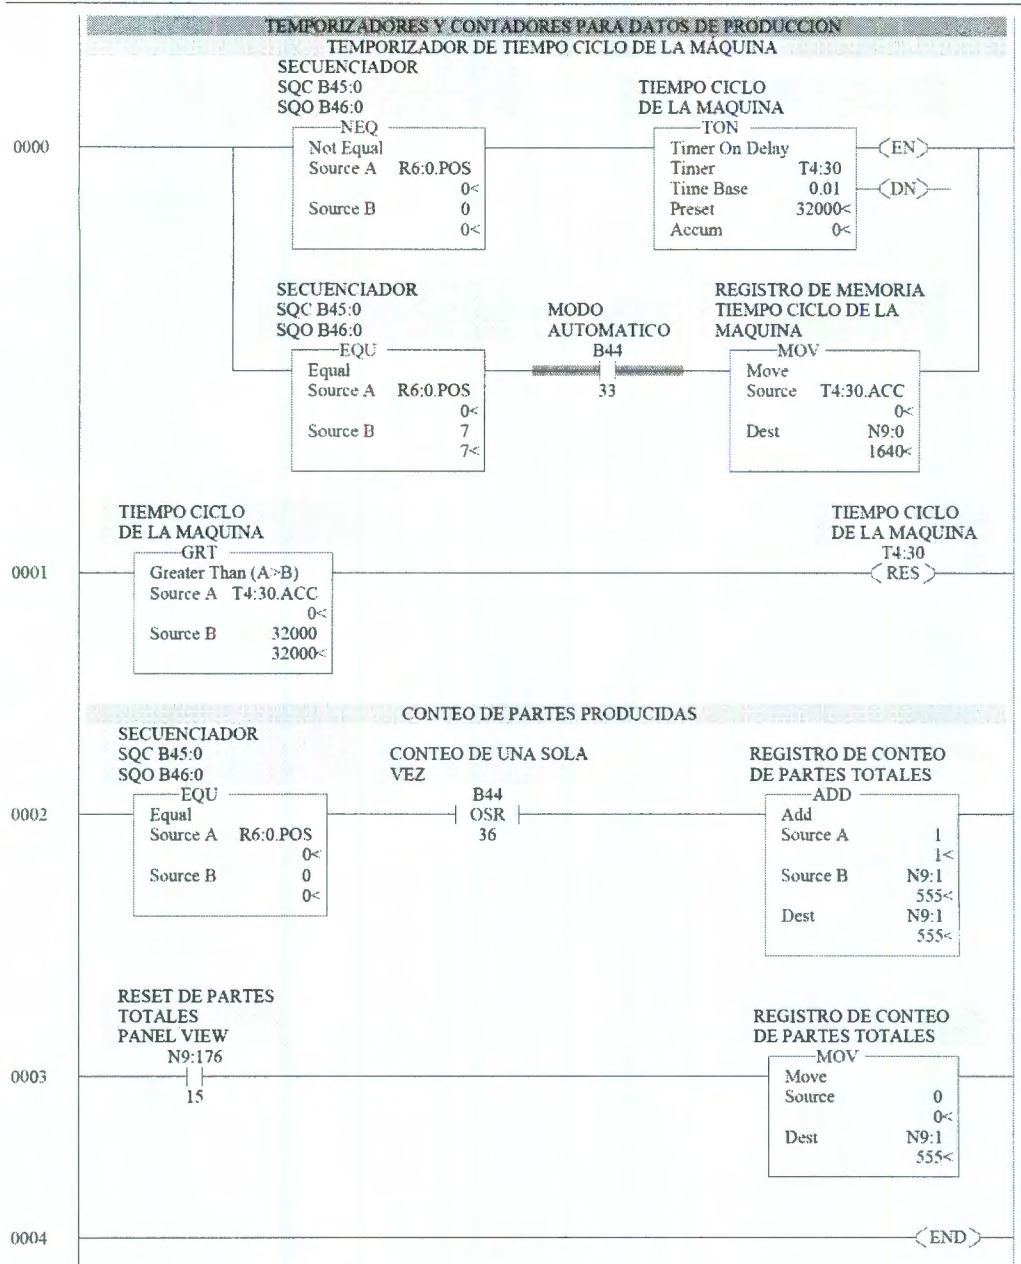 TEMPORIZADORES Y CONTADORES PARA DATOS DE PRODUCCION
TEMPORIZADOR DE TIEMPO CICLO DE LA MÁQUINA
0000
SECUENCIADOR
SQC B45:0
SQO B46:0
NEQ
Not Equal
Source A R6:0.POS
0<
Source B 0
0<
TIEMPO CICLO
DE LA MAQUINA
TON
Timer On Delay
Timer T4:30
Time Base 0.01
Preset 32000<
Accum 0<
EN
DN
SECUENCIADOR
SQC B45:0
SQO B46:0
EQU
Equal
Source A R6:0.POS
0<
Source B 7
7<
MODO
AUTOMATICO
B44
33
REGISTRO DE MEMORIA
TIEMPO CICLO DE LA
MAQUINA
MOV
Move
Source T4:30.ACC
0<
Dest N9:0
1640<
0001
TIEMPO CICLO
DE LA MAQUINA
GRT
Greater Than (A>B)
Source A T4:30.ACC
0<
Source B 32000
32000<
TIEMPO CICLO
DE LA MAQUINA
T4:30
RES
CONTEO DE PARTES PRODUCIDAS
0002
SECUENCIADOR
SQC B45:0
SQO B46:0
EQU
Equal
Source A R6:0.POS
0<
Source B 0
0<
CONTEO DE UNA SOLA
VEZ
B44
OSR
36
REGISTRO DE CONTEO
DE PARTES TOTALES
ADD
Add
Source A 1
1<
Source B N9:1
555<
Dest N9:1
555<
0003
RESET DE PARTES
TOTALES
PANEL VIEW
N9:176
15
REGISTRO DE CONTEO
DE PARTES TOTALES
MOV
Move
Source 0
0<
Dest N9:1
555<
0004
END